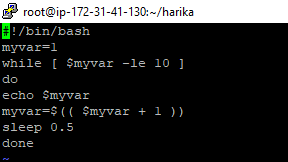 root@ip-172-31-41-130:~/harika
#!/bin/bash
myvar=1
while [ $myvar -le 10 ]
do
echo $myvar
myvar=$(( $myvar + 1 ))
sleep 0.5
done
~